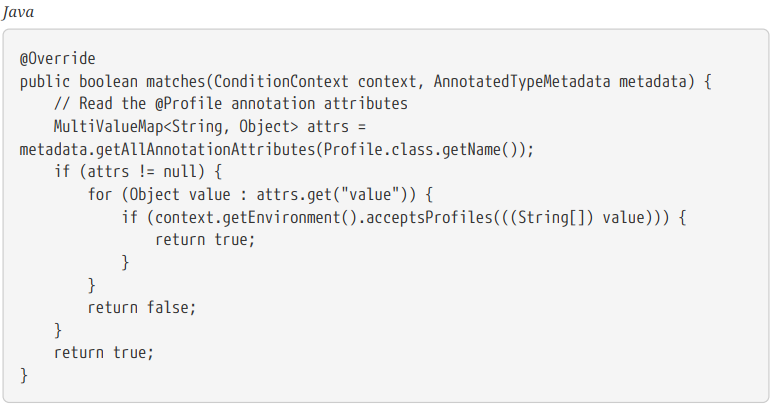 Java
@Override
public boolean matches(ConditionContext context, AnnotatedTypeMetadata metadata) {
    // Read the @Profile annotation attributes
    MultiValueMap<String, Object> attrs =
metadata.getAllAnnotationAttributes(Profile.class.getName());
    if (attrs != null) {
        for (Object value : attrs.get("value")) {
            if (context.getEnvironment().acceptsProfiles(((String[]) value))) {
                return true;
            }
        }
        return false;
    }
    return true;
}